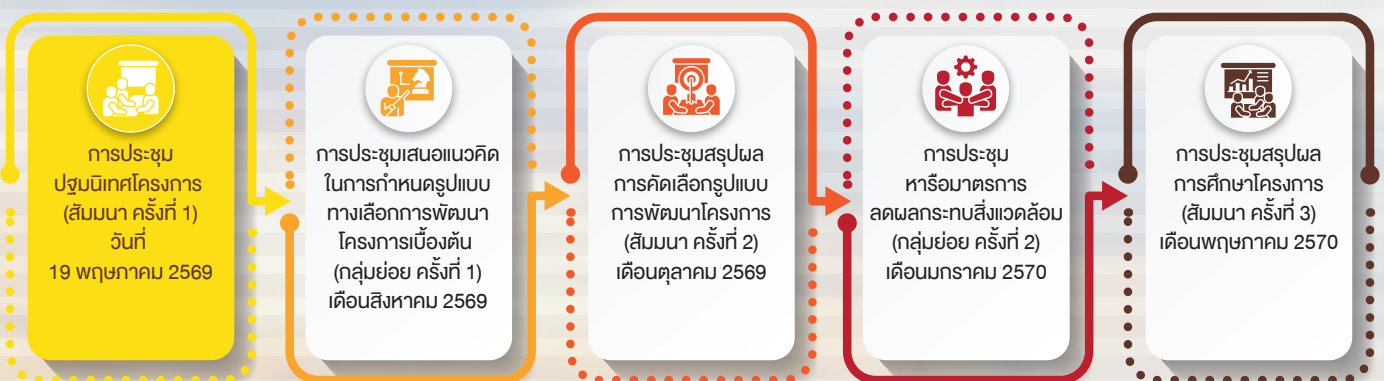 การประชุม
ปฐมนิเทศโครงการ
(สัมมนา ครั้งที่ 1)
วันที่
19 พฤษภาคม 2569
การประชุมเสนอแนวคิด
ในการกำหนดรูปแบบ
ทางเลือกการพัฒนา
โครงการเบื้องต้น
(กลุ่มย่อย ครั้งที่ 1)
เดือนสิงหาคม 2569
การประชุมสรุปผล
การคัดเลือกรูปแบบ
การพัฒนาโครงการ
(สัมมนา ครั้งที่ 2)
เดือนตุลาคม 2569
การประชุม
หารือมาตรการ
ลดผลกระทบสิ่งแวดล้อม
(กลุ่มย่อย ครั้งที่ 2)
เดือนมกราคม 2570
การประชุมสรุปผล
การศึกษาโครงการ
(สัมมนา ครั้งที่ 3)
เดือนพฤษภาคม 2570